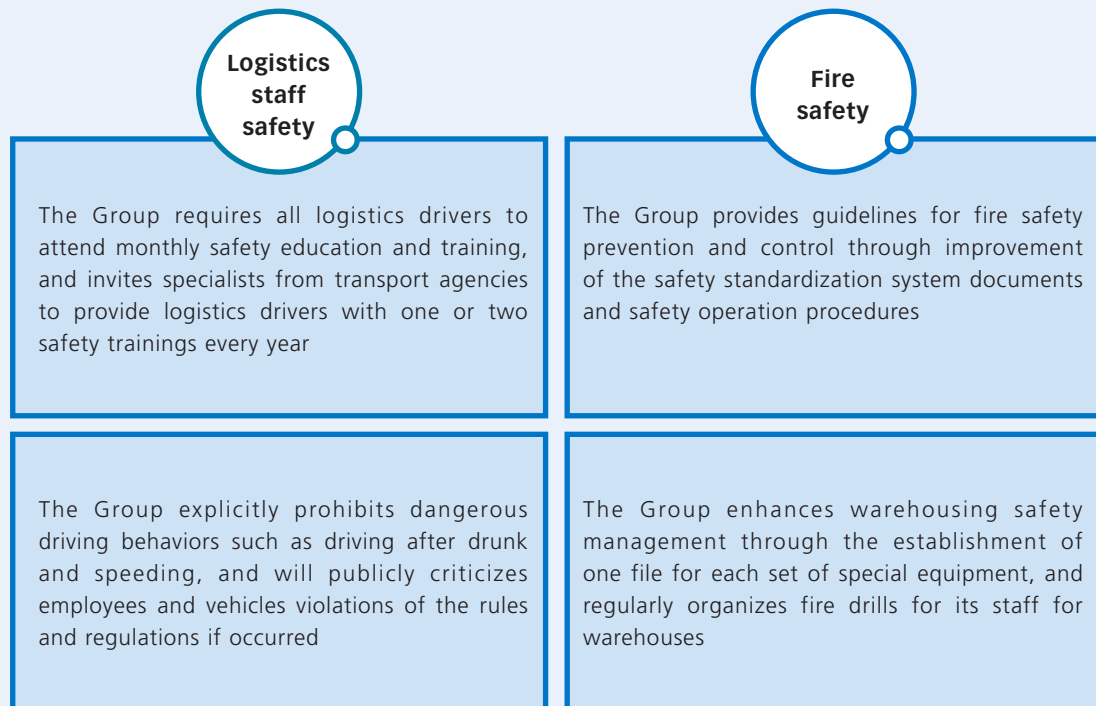 Logistics
staff
safety
The Group requires all logistics drivers to
attend monthly safety education and training,
and invites specialists from transport agencies
to provide logistics drivers with one or two
safety trainings every year
The Group explicitly prohibits dangerous
driving behaviors such as driving after drunk
and speeding, and will publicly criticizes
employees and vehicles violations of the rules
and regulations if occurred
Fire
safety
The Group provides guidelines for fire safety
prevention and control through improvement
of the safety standardization system documents
and safety operation procedures
The Group enhances warehousing safety
management through the establishment of
one file for each set of special equipment, and
regularly organizes fire drills for its staff for
warehouses